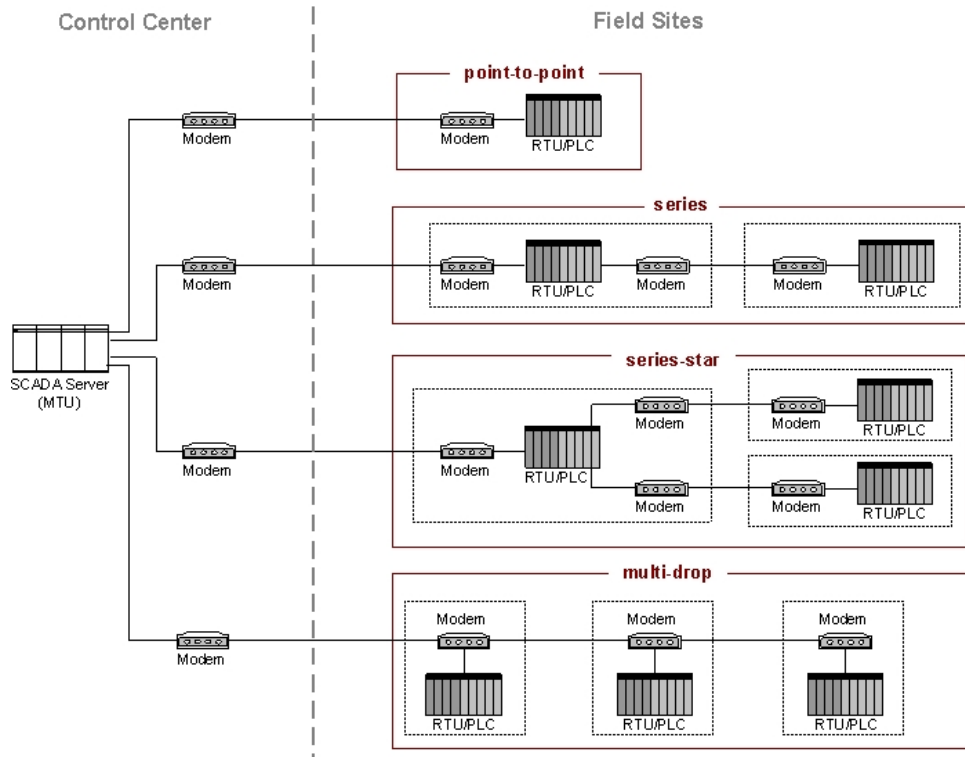 Control Center
Field Sites
point-to-point
Modem
Modem
RTU/PLC
series
Modem
Modem
RTU/PLC
Modem
Modem
RTU/PLC
SCADA Server
(MTU)
series-star
Modem
Modem
RTU/PLC
Modem
Modem
RTU/PLC
Modem
Modem
RTU/PLC
multi-drop
Modem
Modem
Modem
Modem
RTU/PLC
RTU/PLC
RTU/PLC